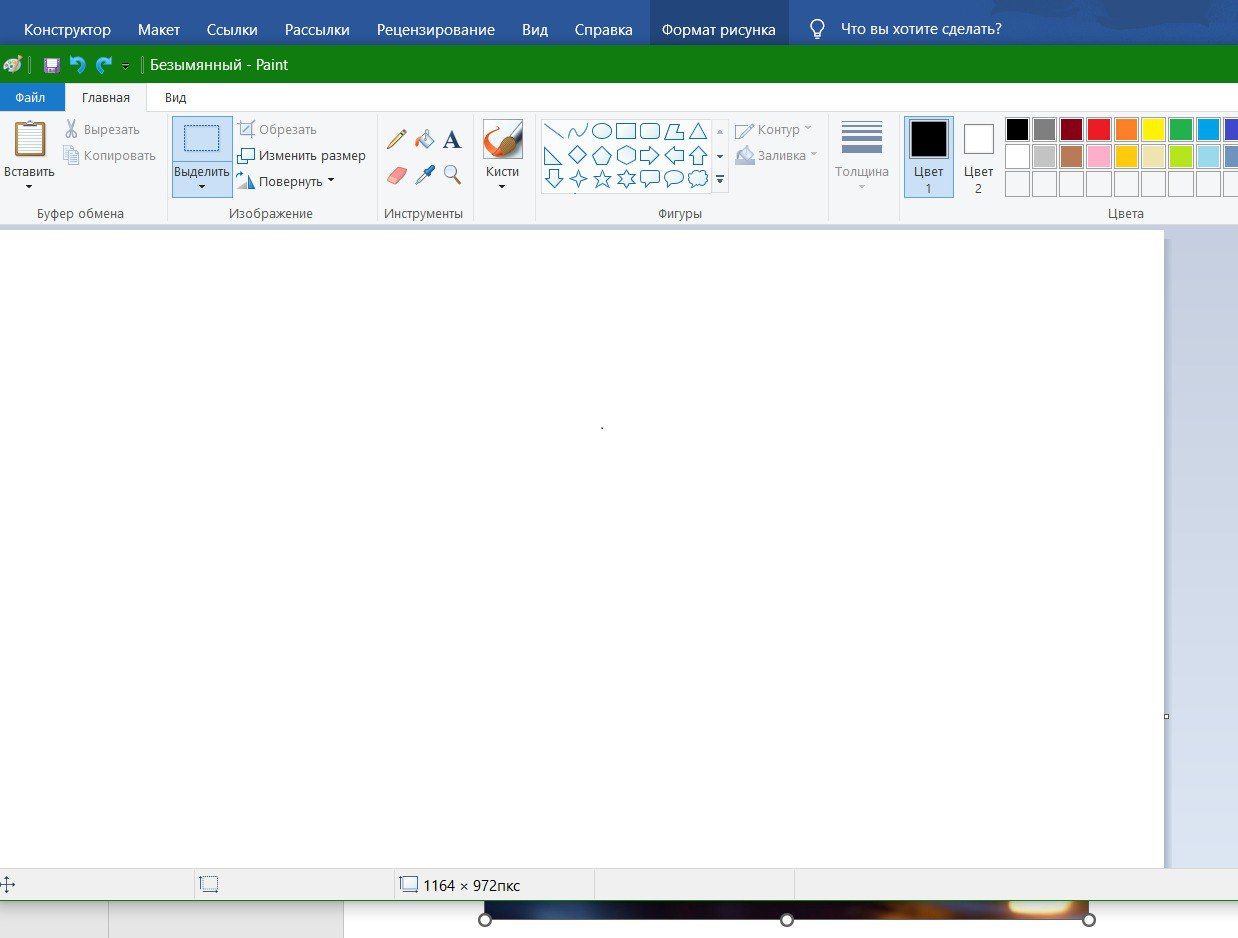 Конструктор Макет Ссылки Рассылки Рецензирование Вид Справка Формат рисунка Что вы хотите сделать?
Безымянный - Paint
Файл Главная Вид
Вставить
Вырезать
Копировать
Буфер обмена
Выделить
Обрезать
Изменить размер
Повернуть
Изображение
A
Инструменты
Кисти
Контур
Заливка
Фигуры
Толщина
Цвет
1
Цвет
2
Цвета
1164 × 972пкс